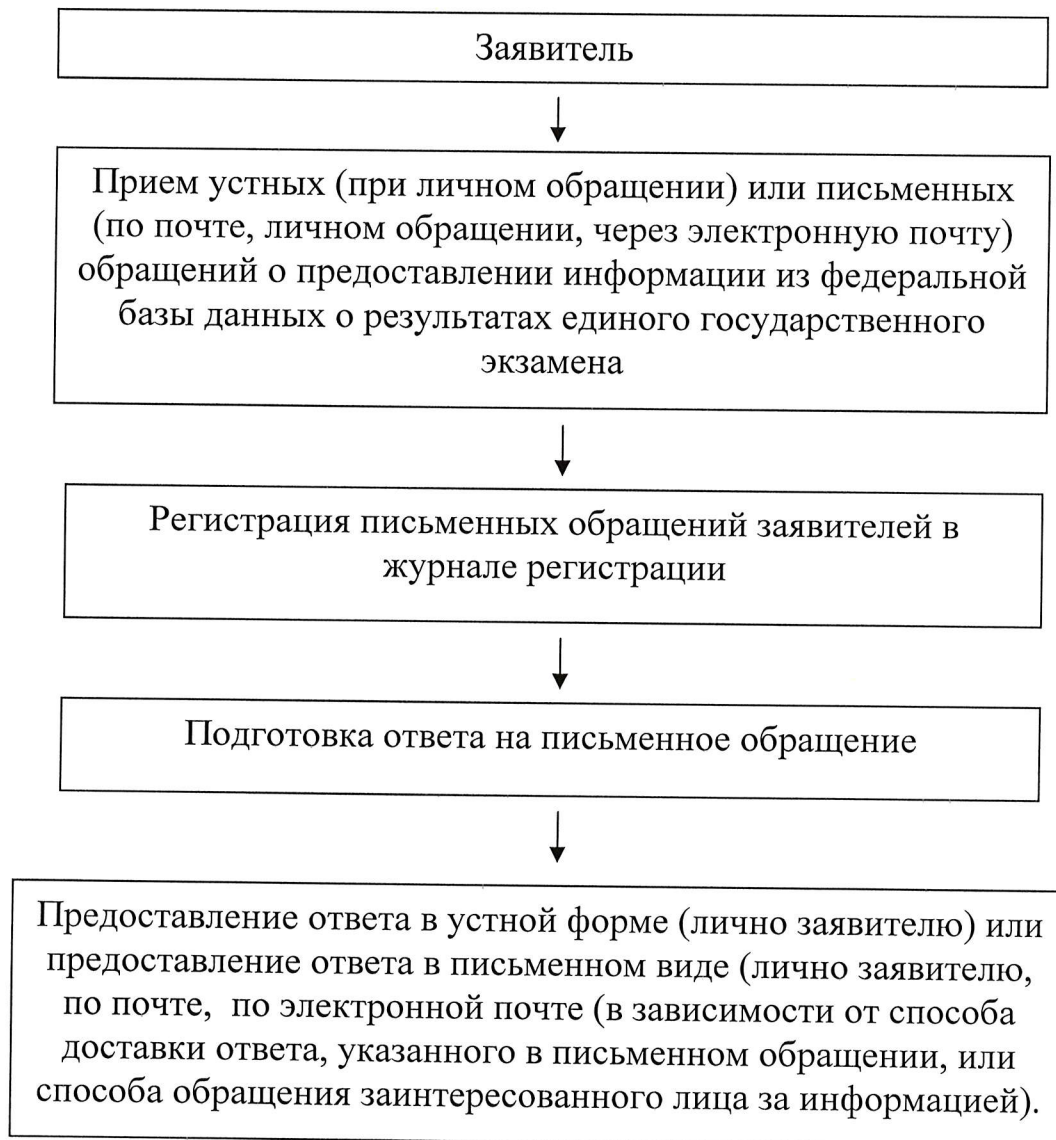 Заявитель
Прием устных (при личном обращении) или письменных
(по почте, личном обращении, через электронную почту)
обращений о предоставлении информации из федеральной
базы данных о результатах единого государственного
экзамена
Регистрация письменных обращений заявителей в
журнале регистрации
Подготовка ответа на письменное обращение
Предоставление ответа в устной форме (лично заявителю) или
предоставление ответа в письменном виде (лично заявителю,
по почте, по электронной почте (в зависимости от способа
доставки ответа, указанного в письменном обращении, или
способа обращения заинтересованного лица за информацией).